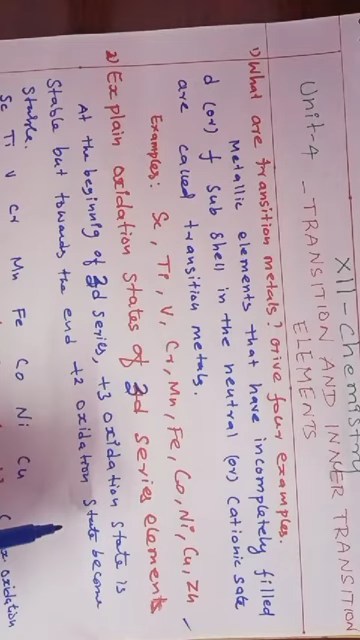 XII-Chemistry
Unit-4 - TRANSITION AND INNER TRANSITION
ELEMENTS
1) What are transition metals? Give four examples.
Metallic elements that have incompletely filled
d (or) f sub shell in the neutral (or) cationic sate
are called transition metals.
Examples: Sc, Ti, V, Cr, Mn, Fe, Co, Ni, Cu, Zn
2) Explain oxidation states of 3d series elements
At the beginning of 3d series, +3 oxidation state is
stable but towards the end +2 oxidation state become
stable.
Sc Ti V Cr Mn Fe Co Ni Cu
oxidation